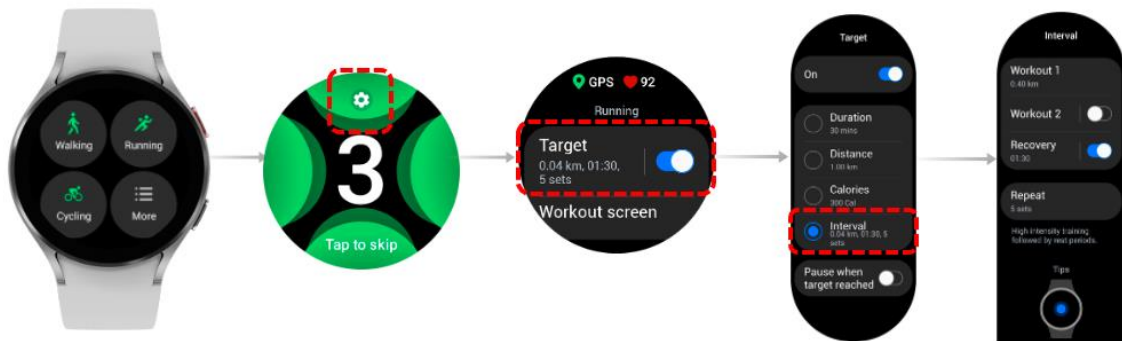 Walking
Running
Cycling
More
3
Tap to skip
GPS 92
Running
Target
0.04 km, 01:30,
5 sets
Workout screen
Target
On
Duration
30 mins
Distance
1.00 km
Calories
300 Cal
Interval
0.04 km, 01:30, 5
sets
Pause when
target reached
Interval
Workout 1
0.40 km
Workout 2
Recovery
01:30
Repeat
5 sets
High intensity training
followed by rest periods.
Tips